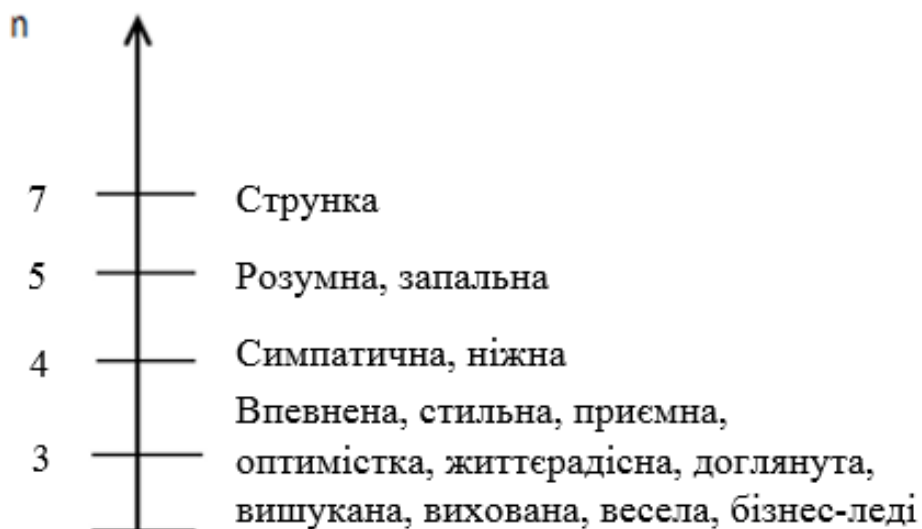 n
7 Струнка
5 Розумна, запальна
4 Симпатична, ніжна
Впевнена, стильна, приємна,
3 оптимістка, життєрадісна, доглянута,
вишукана, вихована, весела, бізнес-леді